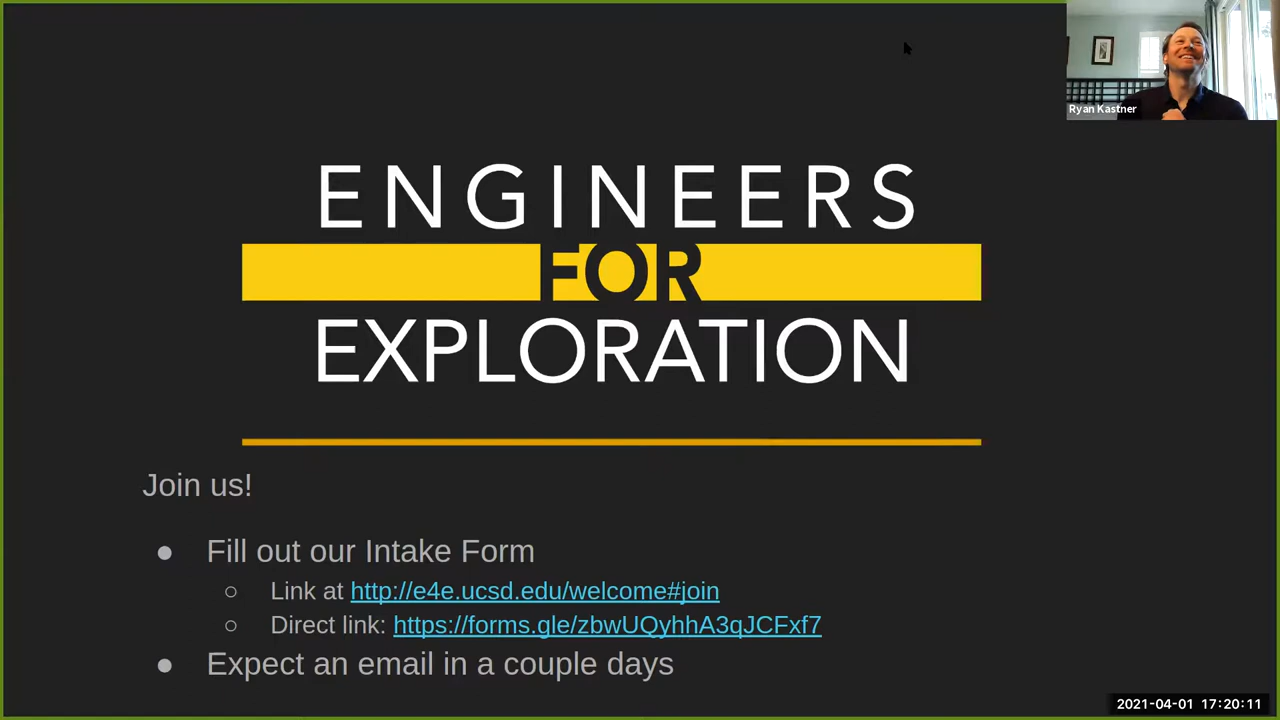 Ryan Kastner
ENGINEERS
FOR
EXPLORATION
Join us!
● Fill out our Intake Form
○ Link at http://e4e.ucsd.edu/welcome#join
○ Direct link: https://forms.gle/zbwUQyhhA3qJCFxf7
● Expect an email in a couple days
2021-04-01 17:20:11